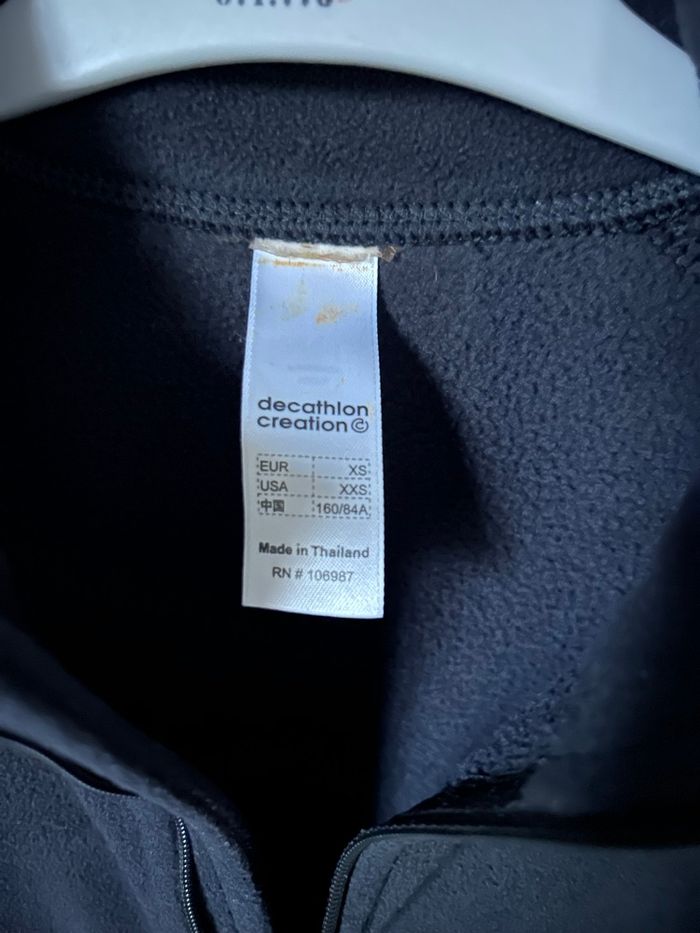 decathlon
creation©
EUR XS
USA XXS
中国 160/84A
Made in Thailand
RN # 106987